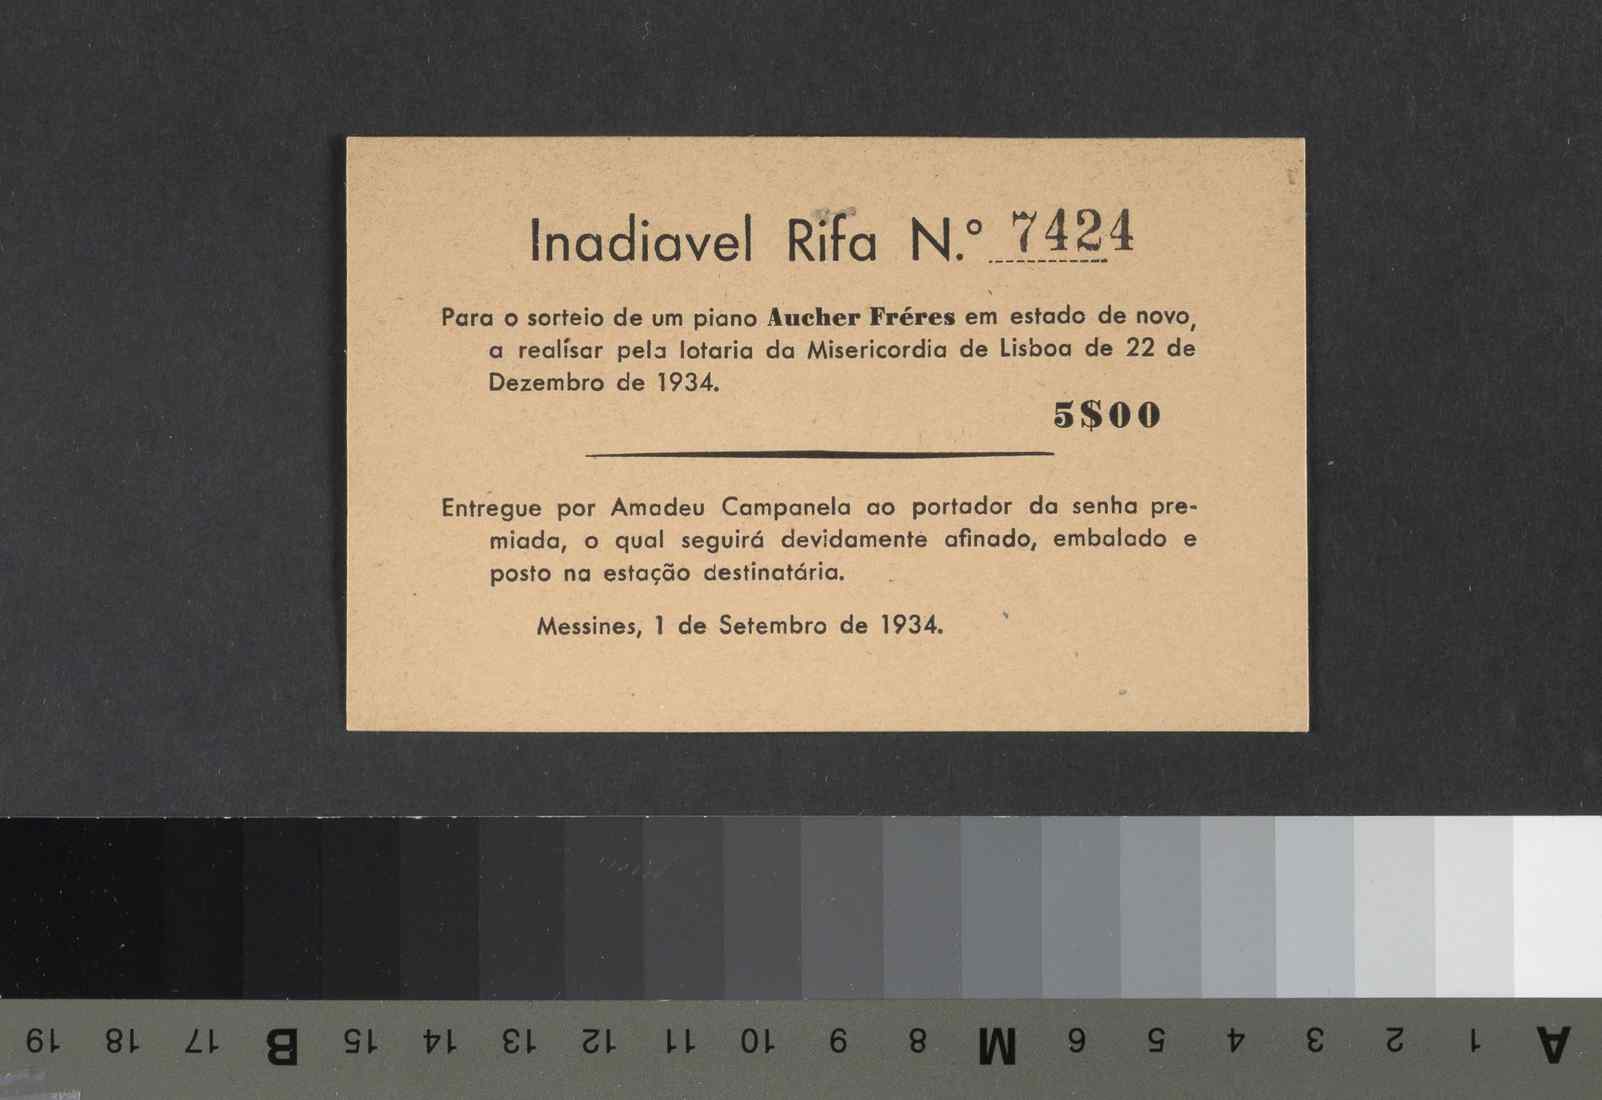 Inadiavel Rifa N.º 7424
Para o sorteio de um piano Aucher Fréres em estado de novo,
a realísar pela lotaria da Misericordia de Lisboa de 22 de
Dezembro de 1934.
5$00
Entregue por Amadeu Campanela ao portador da senha pre-
miada, o qual seguirá devidamente afinado, embalado e
posto na estação destinatária.
Messines, 1 de Setembro de 1934.
A 1 2 3 4 5 6 M 8 9 10 11 12 13 14 15 B 17 18 19